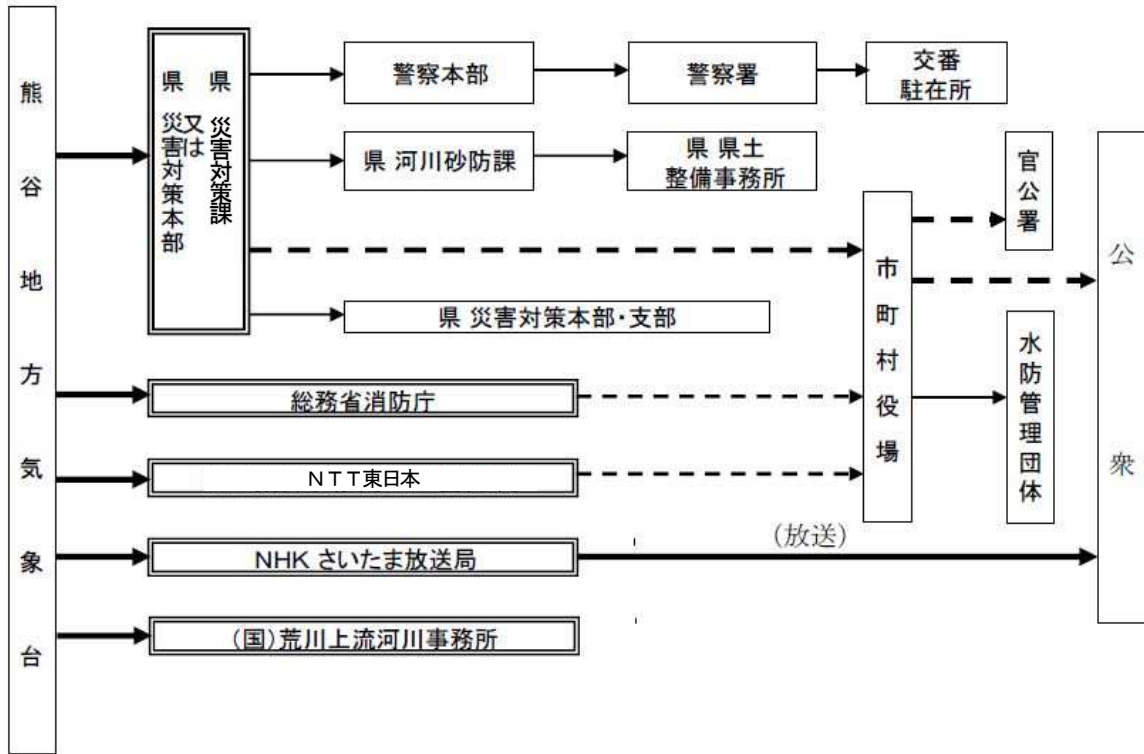 熊谷地方気象台
県 災害対策課
又は
県 災害対策本部
警察本部
警察署
交番
駐在所
県 河川砂防課
県 県土
整備事務所
県 災害対策本部・支部
総務省消防庁
NTT東日本
NHK さいたま放送局
(国)荒川上流河川事務所
市町村役場
官公署
水防管理団体
(放送)
公衆